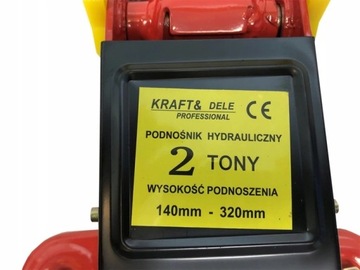 KRAFT& DELE CE
PROFESSIONAL
PODNOŚNIK HYDRAULICZNY
2 TONY
WYSOKOŚĆ PODNOSZENIA
140mm - 320mm